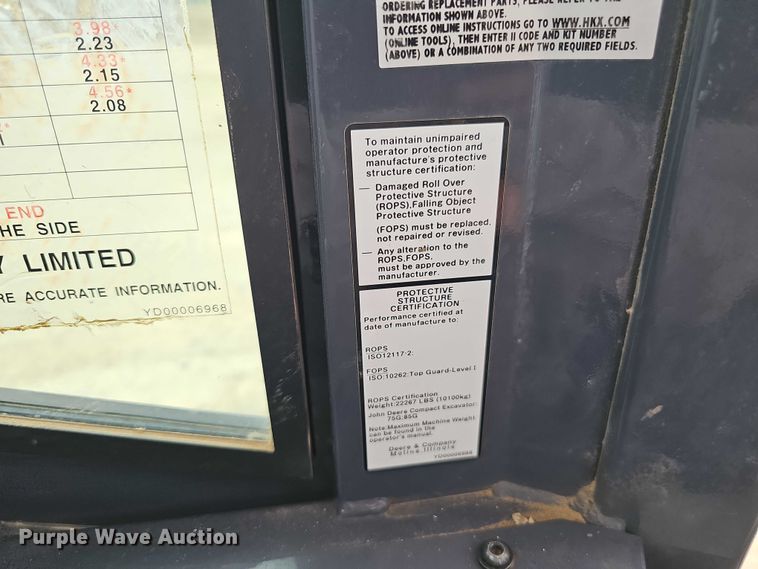 3.98*
2.23
4.33*
2.15
4.56*
2.08
END
HE SIDE
Y LIMITED
RE ACCURATE INFORMATION.
YD00006968
ORDERING REPLACEMENT PARTS, PLEASE REFER TO
INFORMATION SHOWN ABOVE.
TO ACCESS ONLINE INSTRUCTIONS GO TO WWW.HKX.COM
(ONLINE TOOLS), THEN ENTER II CODE AND KIT NUMBER
(ABOVE) OR A COMBINATION OF ANY TWO REQUIRED FIELDS.
To maintain unimpaired
operator protection and
manufacture's protective
structure certification:
— Damaged Roll Over
Protective Structure
(ROPS),Falling Object
Protective Structure
(FOPS) must be replaced,
not repaired or revised.
— Any alteration to the
ROPS,FOPS,
must be approved by the
manufacturer.
PROTECTIVE
STRUCTURE
CERTIFICATION
Performance certified at
date of manufacture to:
ROPS
ISO12117-2:
FOPS
ISO:10262:Top Guard-Level I
ROPS Certification
Weight:22267 LBS (10100kg)
John Deere Compact Excavator
75G;85G
Note:Maximum Machine Weight
can be found in the
operator's manual.
Deere & Company
Moline Illinois
YD00006966
Purple Wave Auction